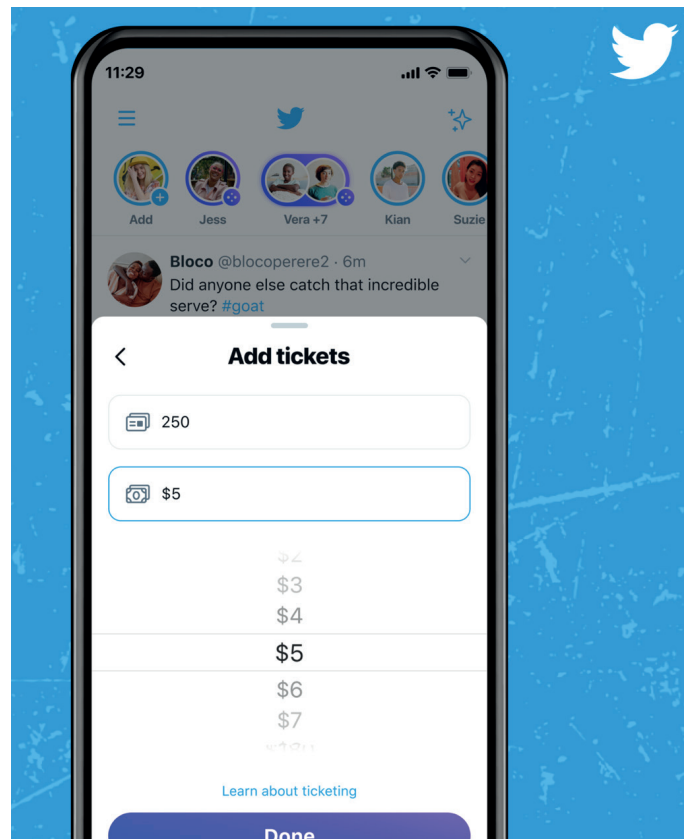 11:29
Add
Jess
Vera +7
Kian
Suzie
Bloco @blocoperere2 · 6m
Did anyone else catch that incredible
serve? #goat
Add tickets
250
$5
$2
$3
$4
$5
$6
$7
Learn about ticketing
Done